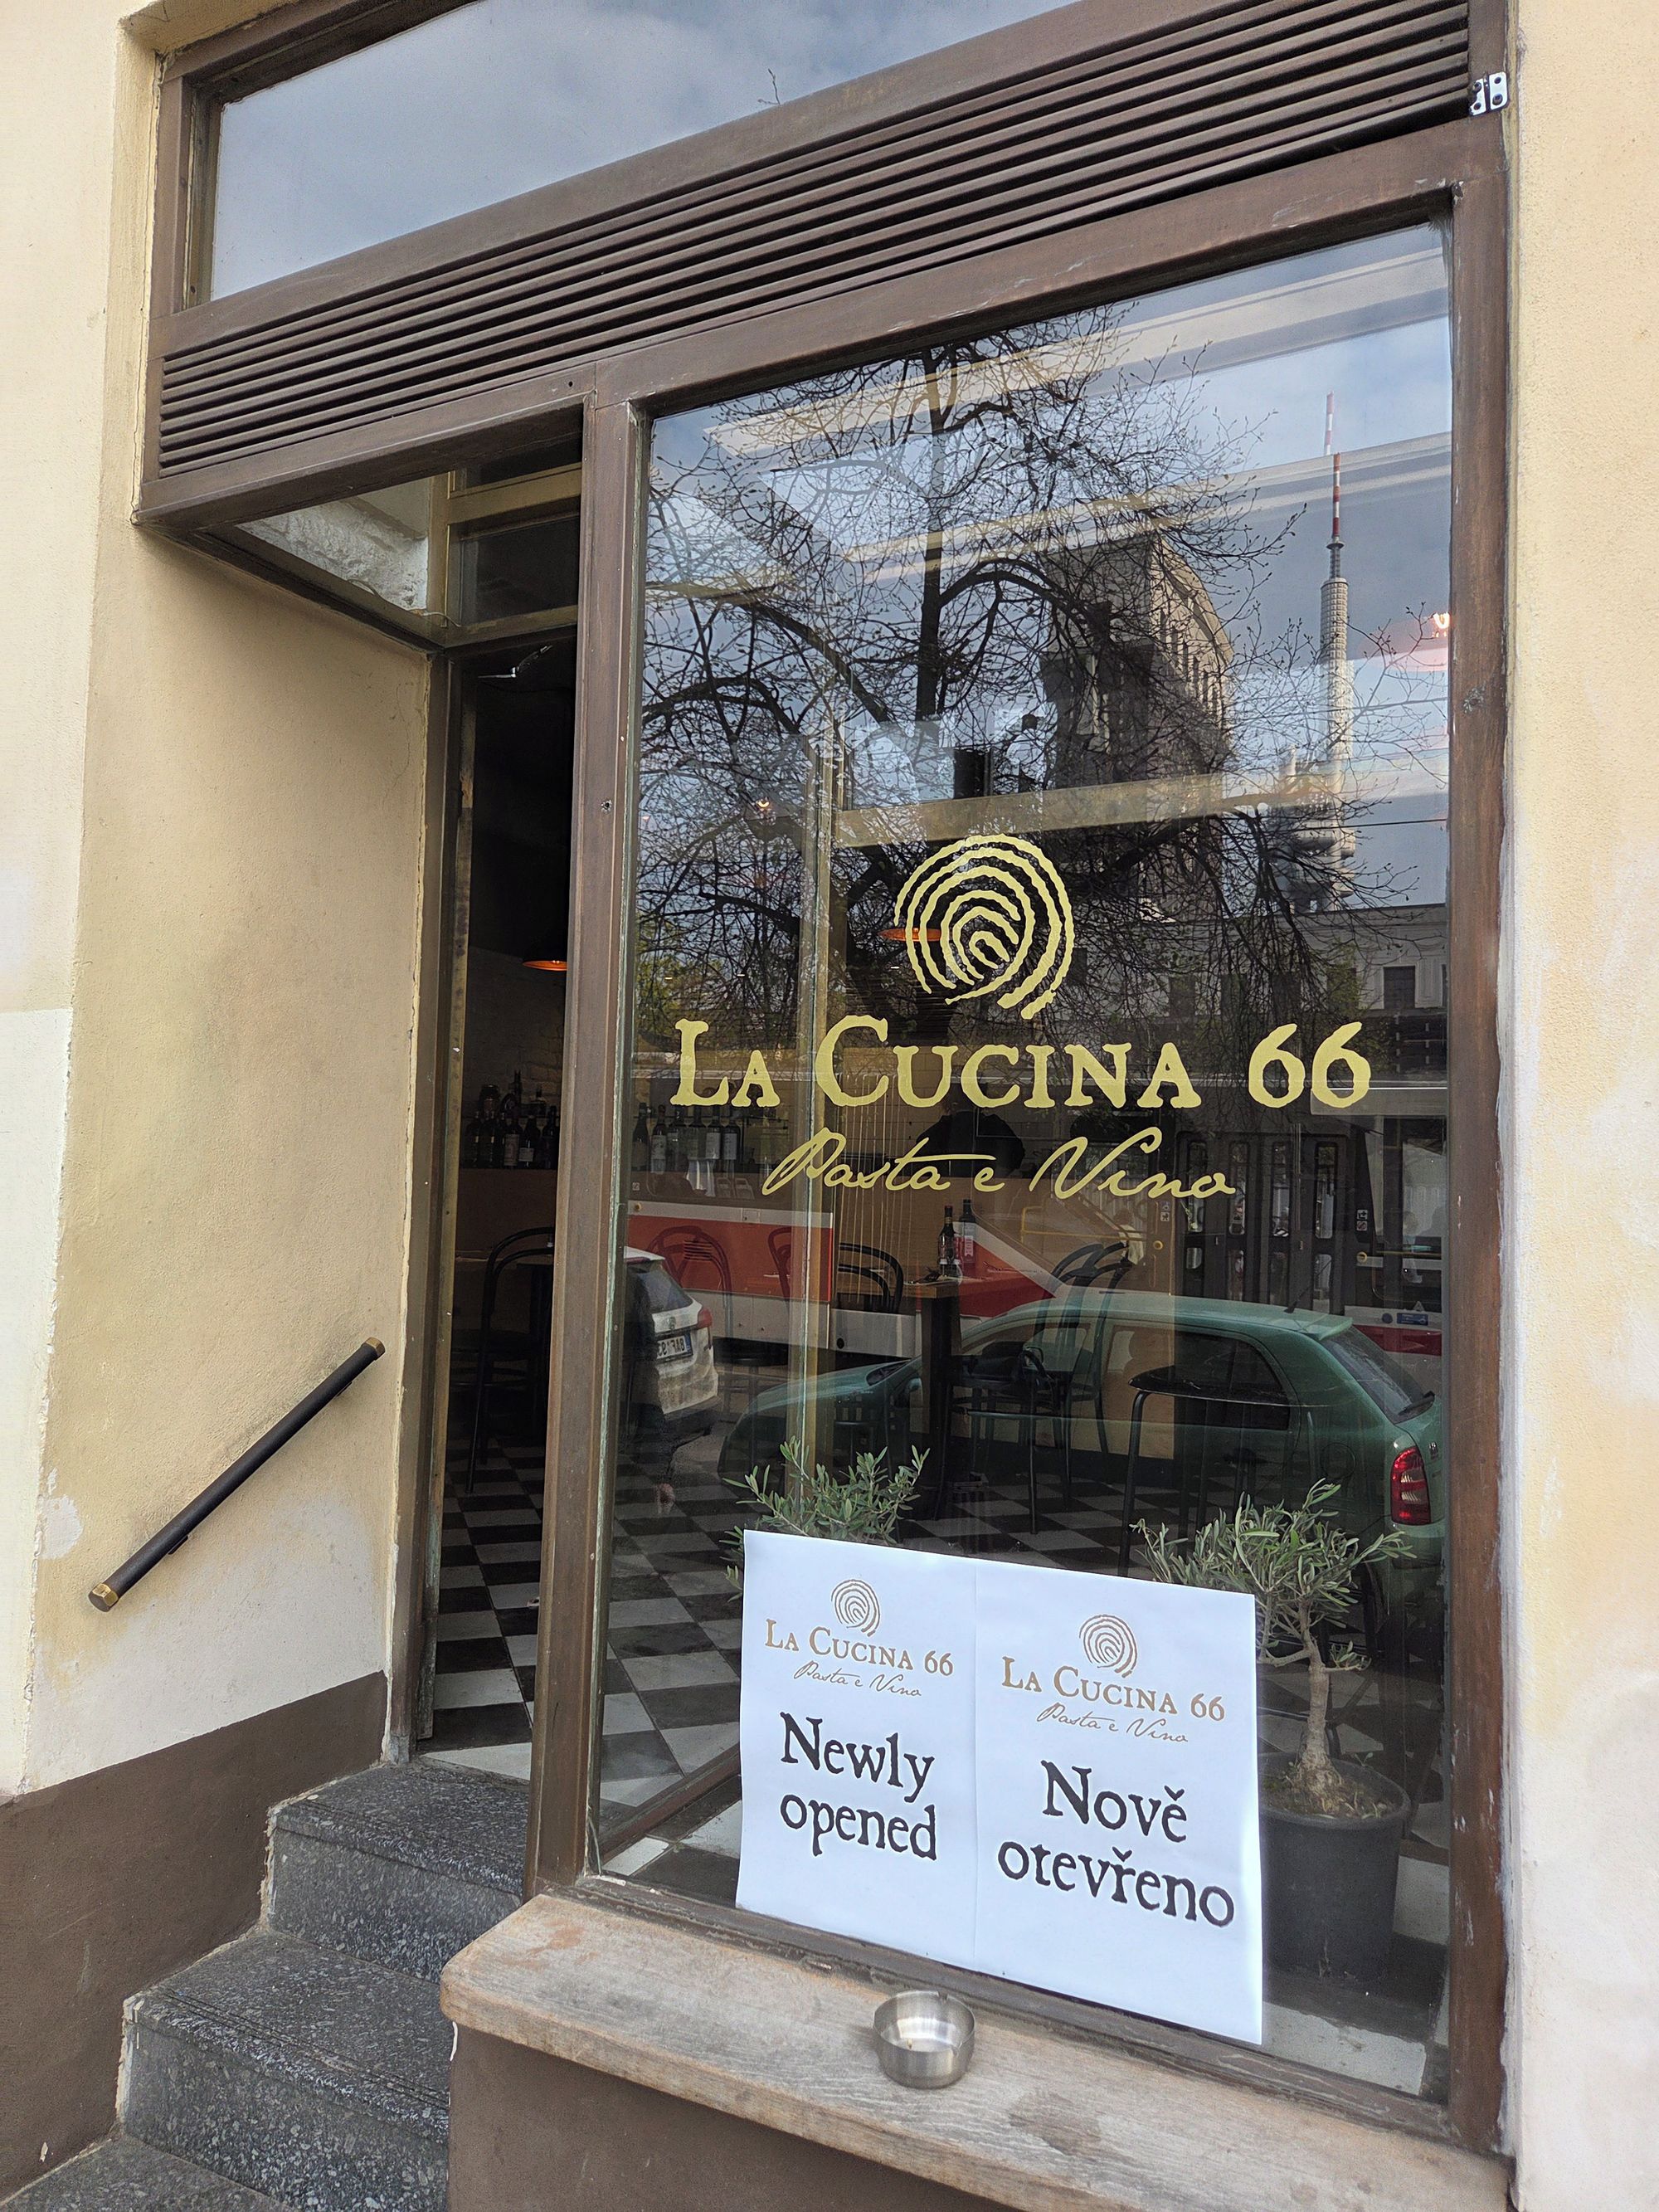 La Cucina 66
Pasta e Vino
La Cucina 66
Pasta e Vino
Newly
opened
La Cucina 66
Pasta e Vino
Nově
otevřeno